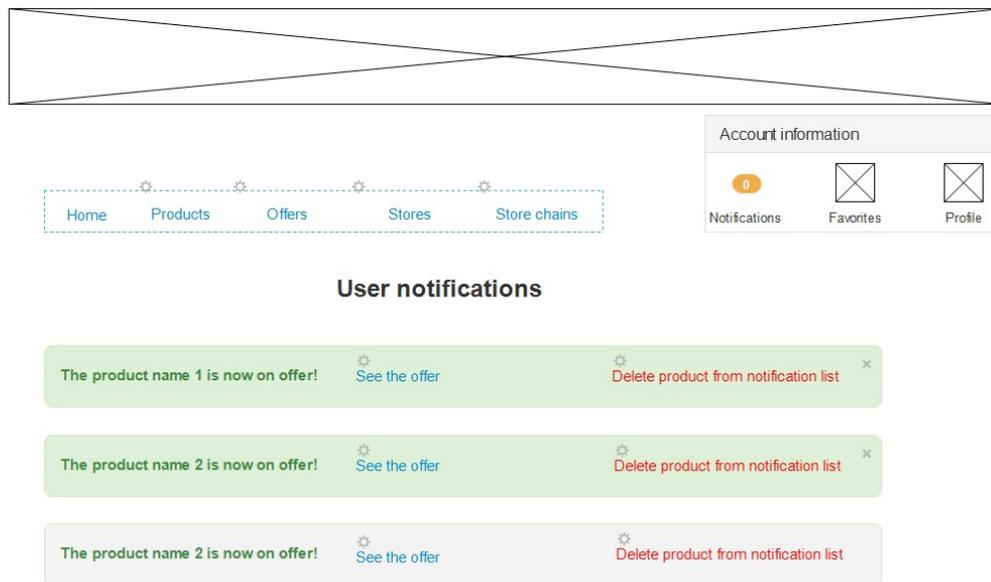 Account information
0
Notifications Favorites Profile
Home Products Offers Stores Store chains
User notifications
The product name 1 is now on offer! See the offer Delete product from notification list ×
The product name 2 is now on offer! See the offer Delete product from notification list ×
The product name 2 is now on offer! See the offer Delete product from notification list